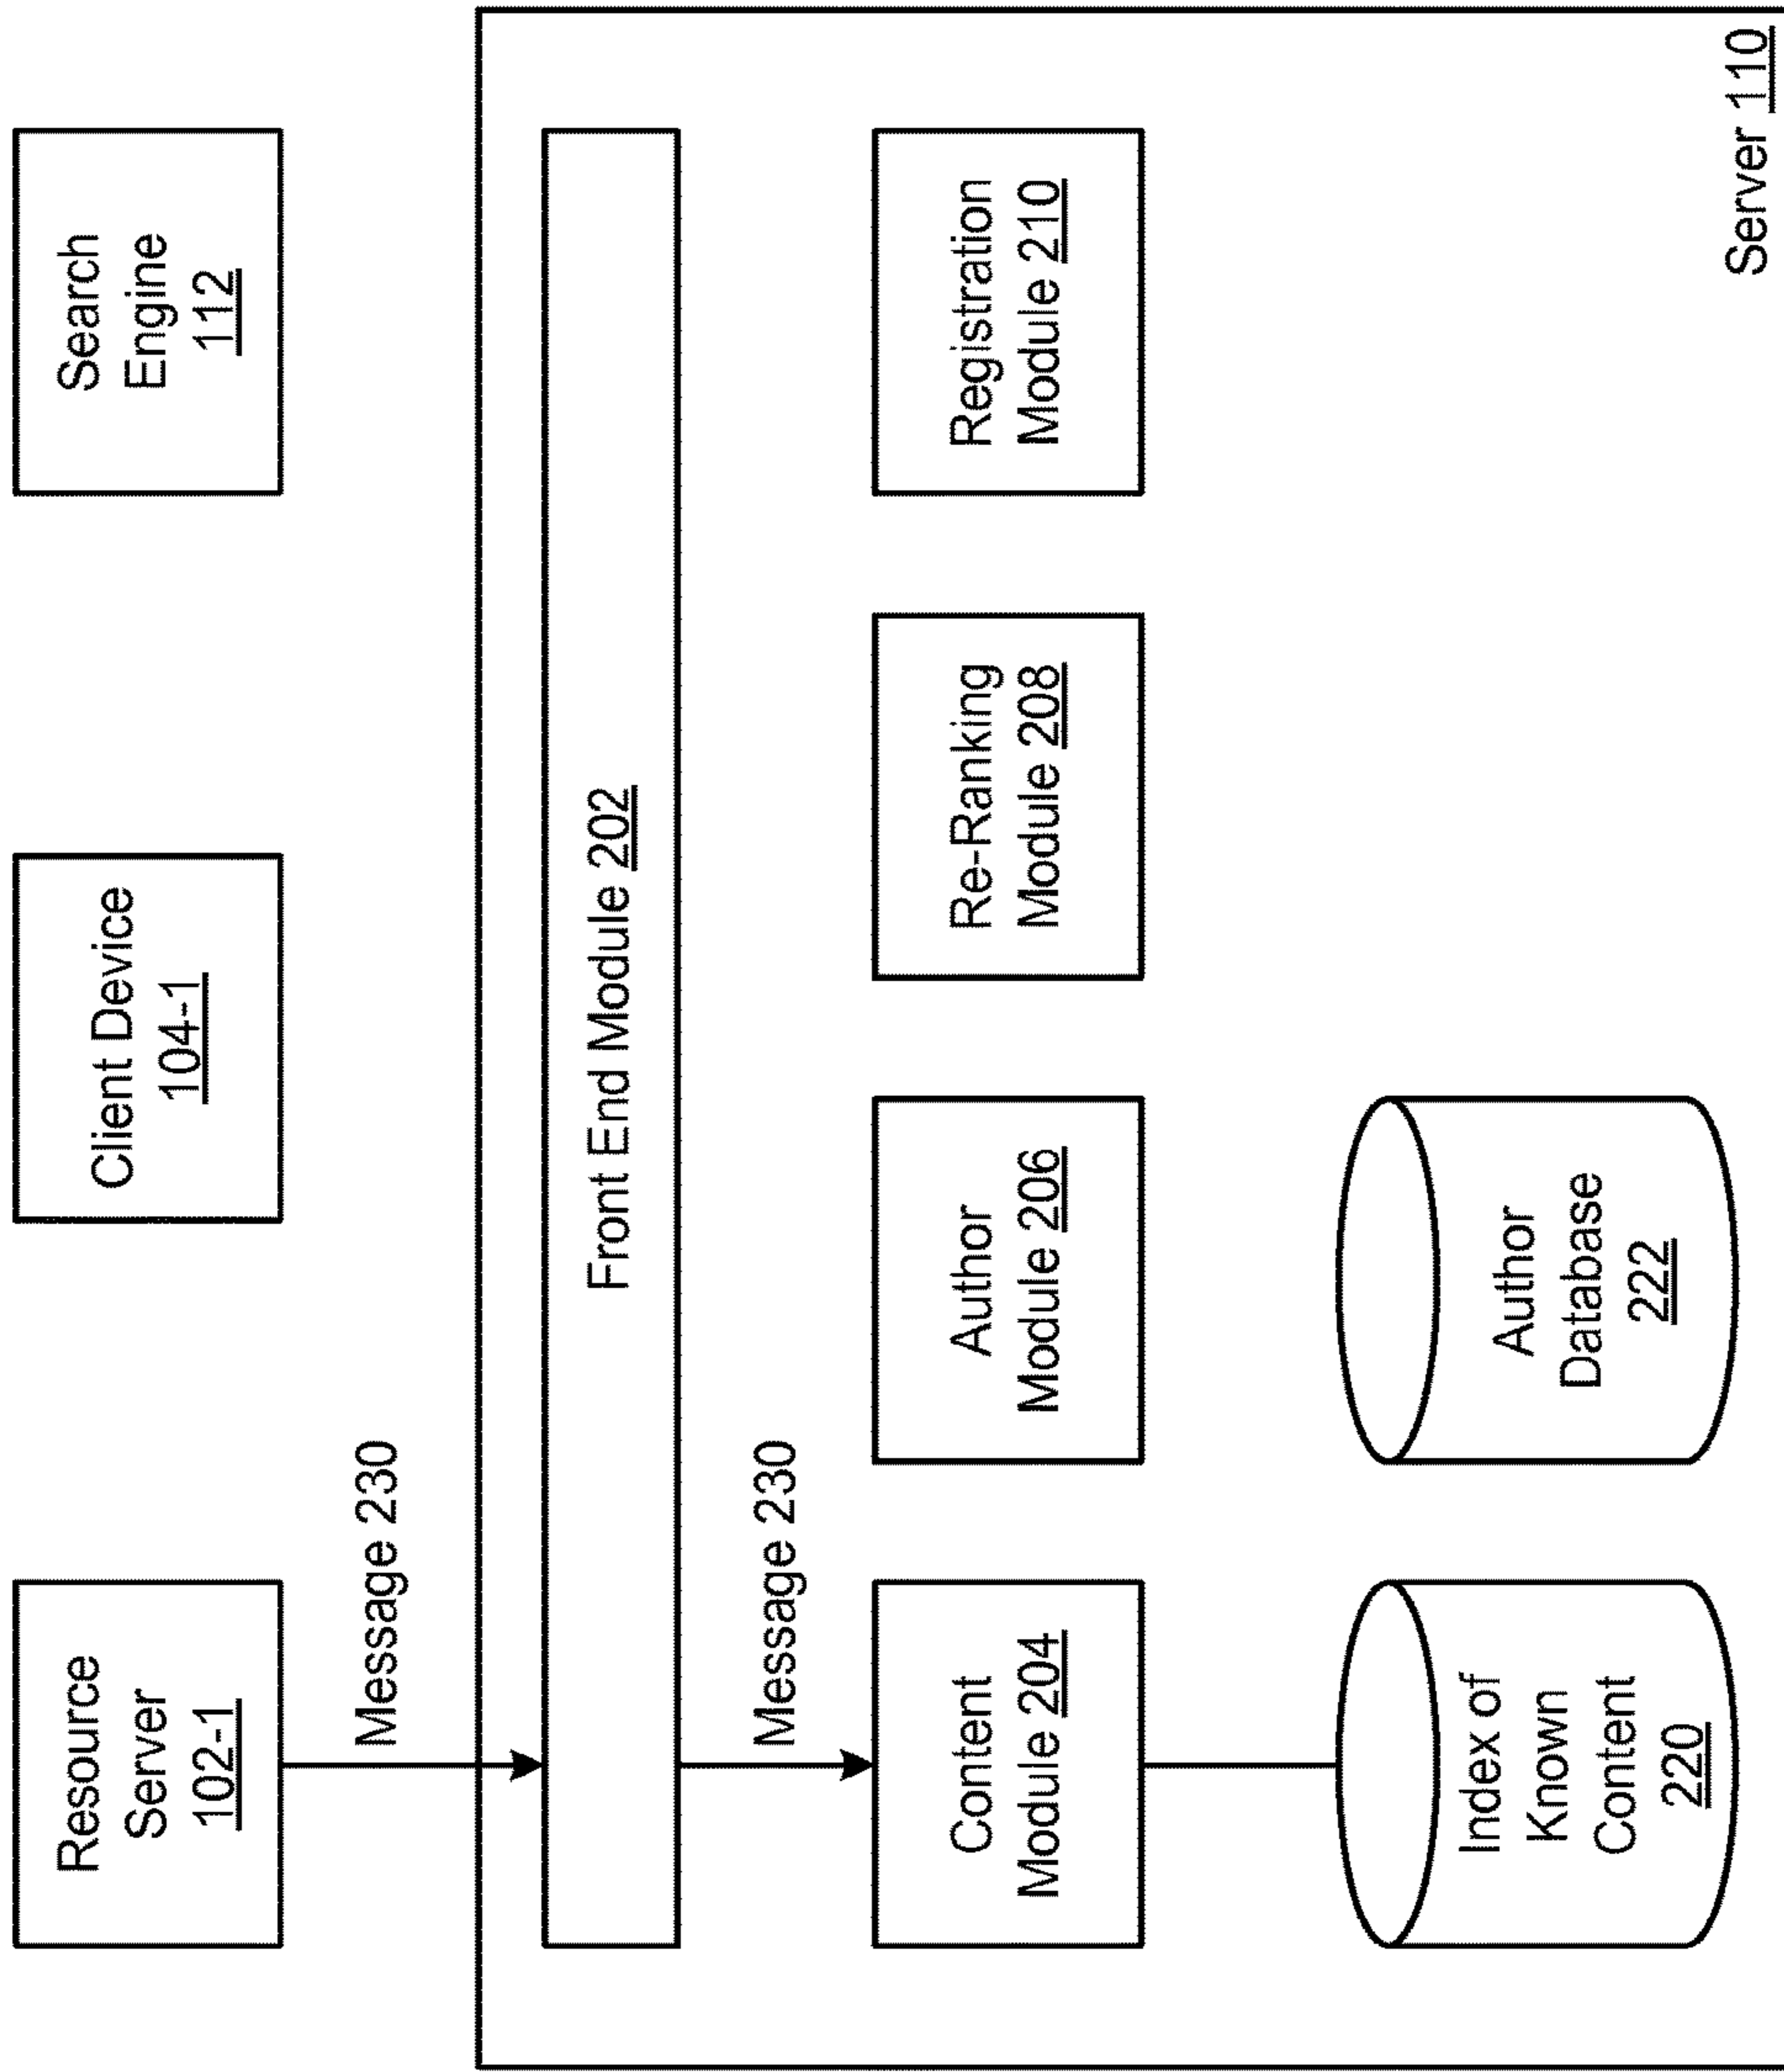 Resource
Server
102-1
Client Device
104-1
Search
Engine
112
Message 230
Front End Module 202
Message 230
Content
Module 204
Author
Module 206
Re-Ranking
Module 208
Registration
Module 210
Index of
Known
Content
220
Author
Database
222
Server 110